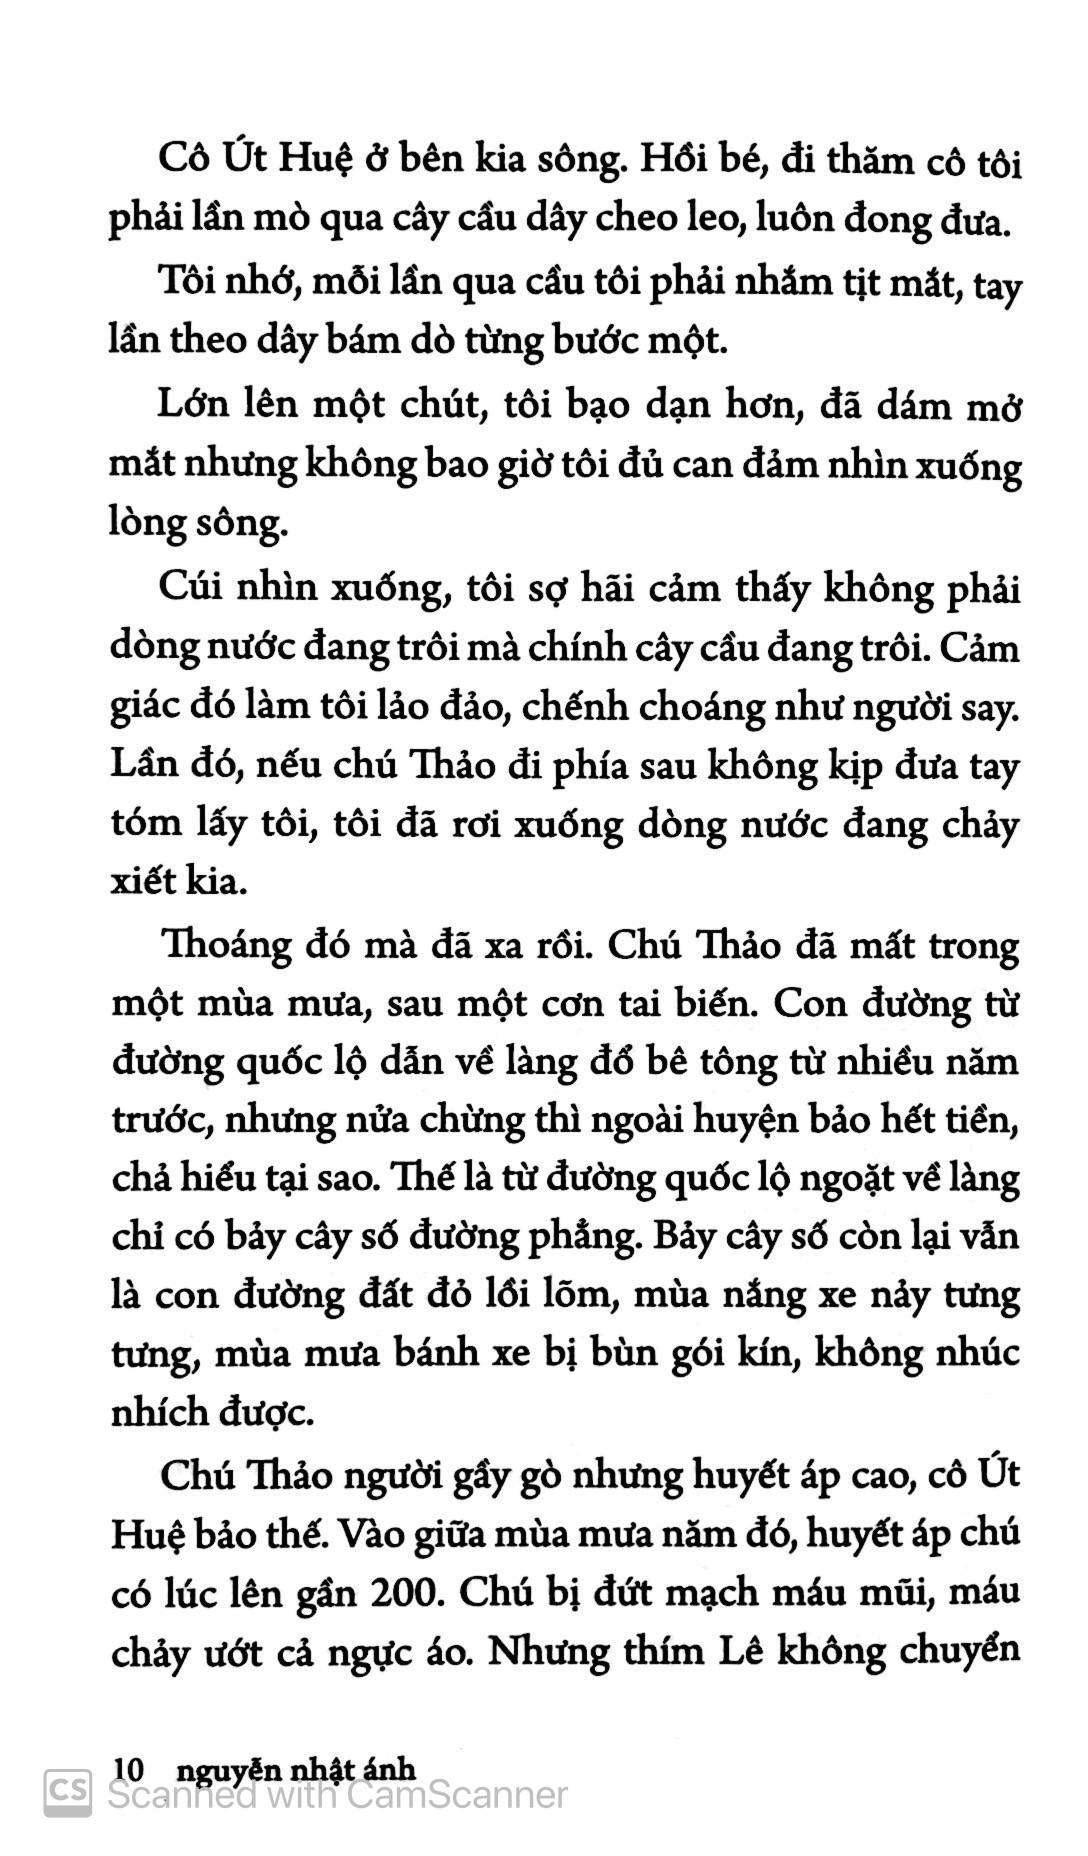 Cô Út Huệ ở bên kia sông. Hồi bé, đi thăm cô tôi
phải lần mò qua cây cầu dây cheo leo, luôn đong đưa.
Tôi nhớ, mỗi lần qua cầu tôi phải nhắm tịt mắt, tay
lần theo dây bám dò từng bước một.
Lớn lên một chút, tôi bạo dạn hơn, đã dám mở
mắt nhưng không bao giờ tôi đủ can đảm nhìn xuống
lòng sông.
Cúi nhìn xuống, tôi sợ hãi cảm thấy không phải
dòng nước đang trôi mà chính cây cầu đang trôi. Cảm
giác đó làm tôi lảo đảo, chếnh choáng như người say.
Lần đó, nếu chú Thảo đi phía sau không kịp đưa tay
tóm lấy tôi, tôi đã rơi xuống dòng nước đang chảy
xiết kia.
Thoáng đó mà đã xa rồi. Chú Thảo đã mất trong
một mùa mưa, sau một cơn tai biến. Con đường từ
đường quốc lộ dẫn về làng đổ bê tông từ nhiều năm
trước, nhưng nửa chừng thì ngoài huyện bảo hết tiền,
chả hiểu tại sao. Thế là từ đường quốc lộ ngoặt về làng
chỉ có bảy cây số đường phẳng. Bảy cây số còn lại vẫn
là con đường đất đỏ lồi lõm, mùa nắng xe nảy tưng
tưng, mùa mưa bánh xe bị bùn gói kín, không nhúc
nhích được.
Chú Thảo người gầy gò nhưng huyết áp cao, cô Út
Huệ bảo thế. Vào giữa mùa mưa năm đó, huyết áp chú
có lúc lên gần 200. Chú bị đứt mạch máu mũi, máu
chảy ướt cả ngực áo. Nhưng thím Lê không chuyển
10 nguyễn nhật ánh
CS Scanned with CamScanner